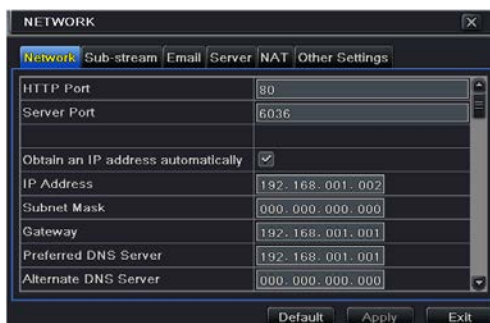 NETWORK
Network Sub-stream Email Server NAT Other Settings
HTTP Port 80
Server Port 6036
Obtain an IP address automatically
IP Address 192. 168. 001. 002
Subnet Mask 000. 000. 000. 000
Gateway 192. 168. 001. 001
Preferred DNS Server 192. 168. 001. 001
Alternate DNS Server 000. 000. 000. 000
Default Apply Exit